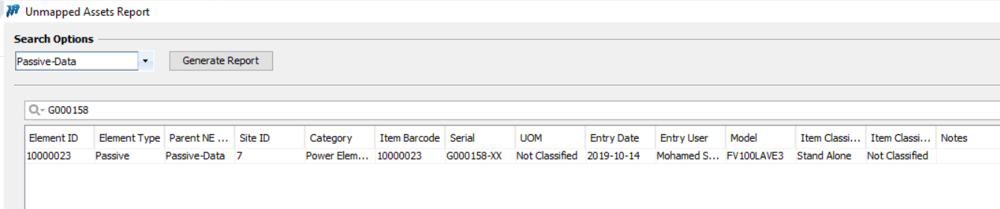 Unmapped Assets Report
Search Options
Passive-Data Generate Report
G000158
Element ID Element Type Parent NE ... Site ID Category Item Barcode Serial UOM Entry Date Entry User Model Item Classi... Item Classi... Notes
10000023 Passive Passive-Data 7 Power Elem... 10000023 G000158-XX Not Classified 2019-10-14 Mohamed S... FV100LAVE3 Stand Alone Not Classified